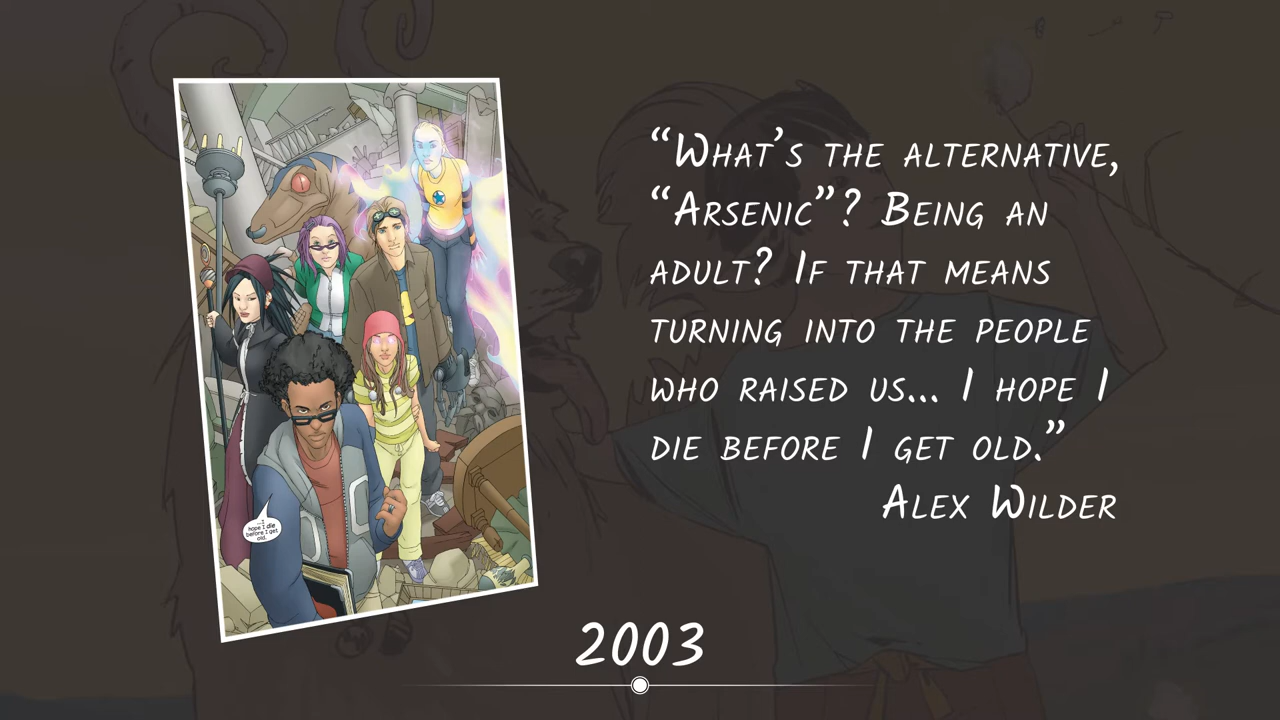 “What’s the alternative,
“Arsenic”? Being an
adult? If that means
turning into the people
who raised us... I hope I
die before I get old.”
Alex Wilder
...I
hope I die
before I get
old.
2003